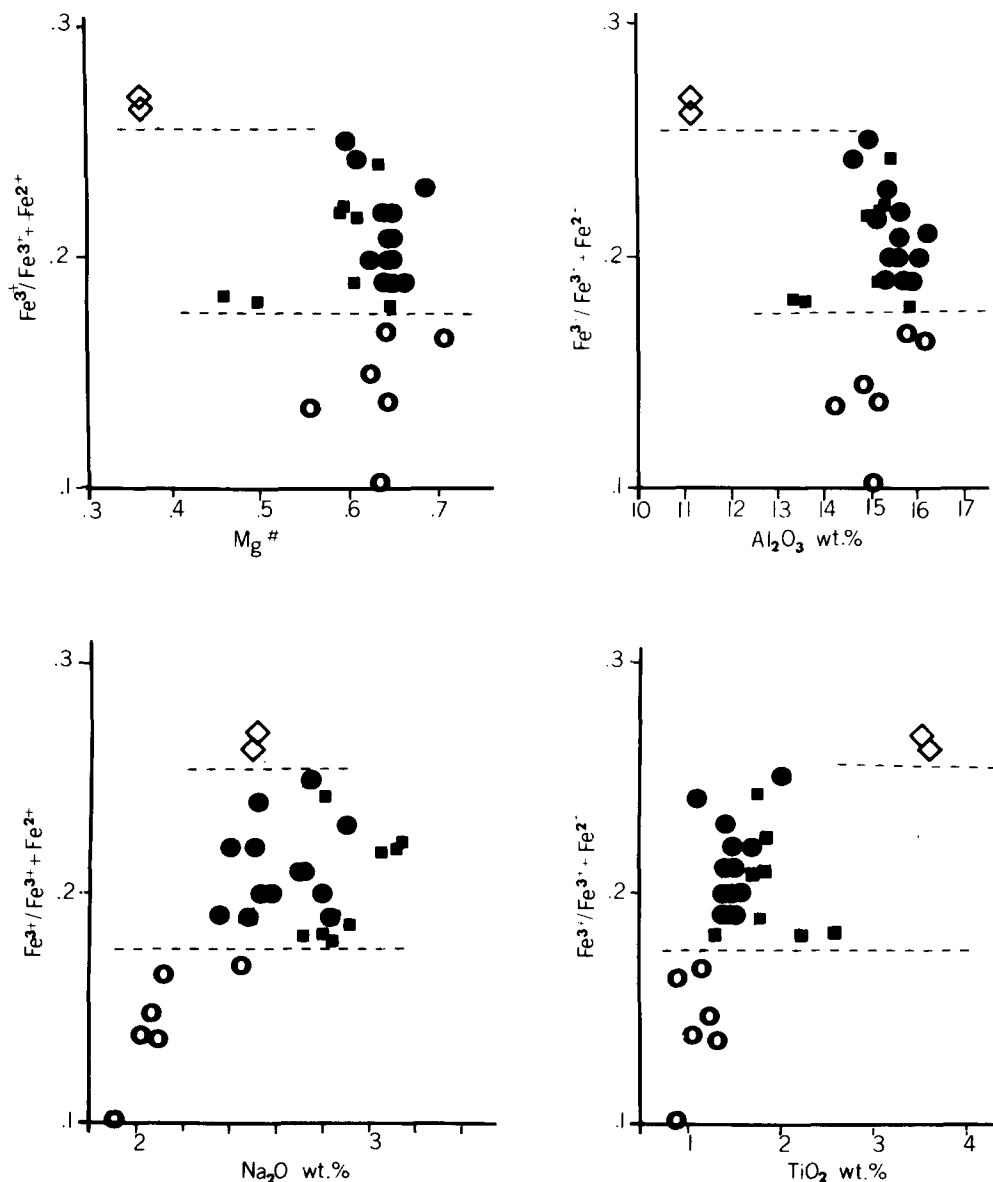 .3
.2
.1
Fe³⁺/Fe³⁺+Fe²⁺
.3 .4 .5 .6 .7
Mg #
.3
.2
.1
Fe³⁻/Fe³⁻+Fe²⁻
10 11 12 13 14 15 16 17
Al₂O₃ wt.%
.3
.2
.1
Fe³⁺/Fe³⁺+Fe²⁺
2 3
Na₂O wt.%
.3
.2
.1
Fe³⁺/Fe³⁺+Fe²⁻
1 2 3 4
TiO₂ wt.%